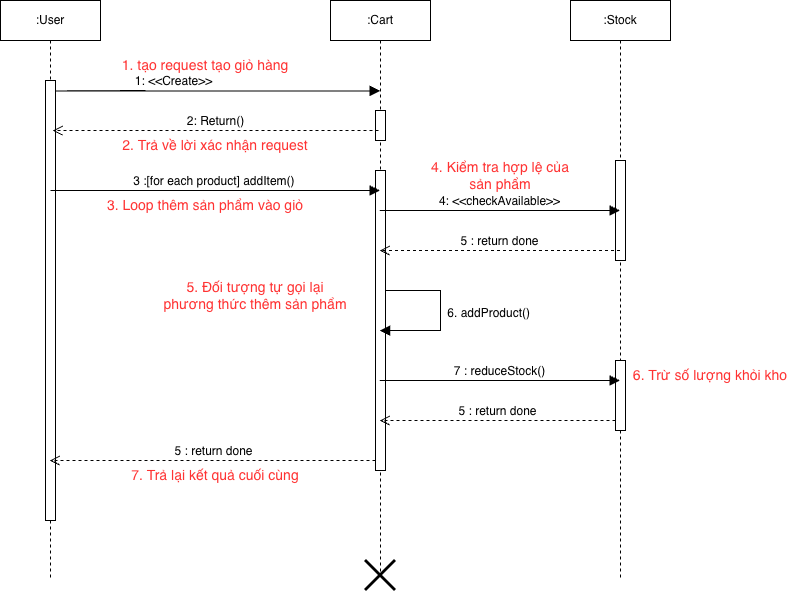 :User
:Cart
:Stock
1. tạo request tạo giỏ hàng
1: <<Create>>
2: Return()
2. Trả về lời xác nhận request
4. Kiểm tra hợp lệ của
sản phẩm
3 :[for each product] addItem()
4: <<checkAvailable>>
3. Loop thêm sản phẩm vào giỏ
5 : return done
5. Đối tượng tự gọi lại
phương thức thêm sản phẩm
6. addProduct()
7 : reduceStock()
6. Trừ số lượng khỏi kho
5 : return done
5 : return done
7. Trả lại kết quả cuối cùng